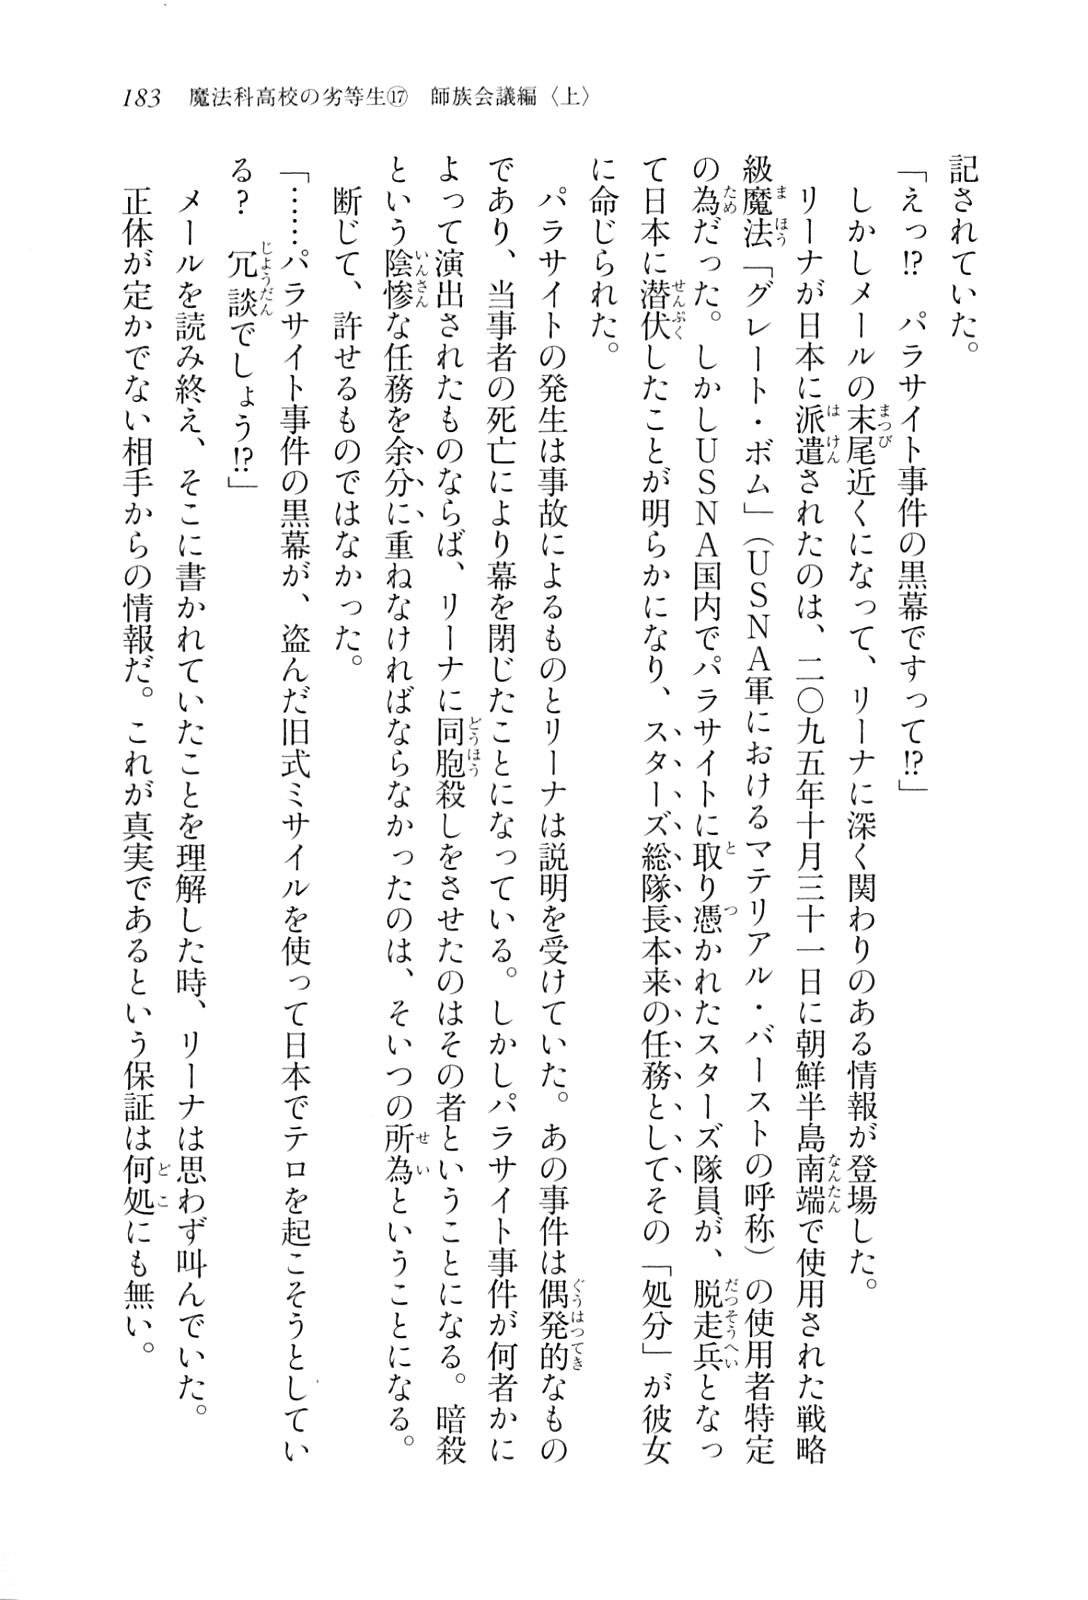 183　魔法科高校の劣等生⑰　師族会議編〈上〉
記されていた。
「えっ!?　パラサイト事件の黒幕ですって!?」
しかしメールの末尾近くになって、リーナに深く関わりのある情報が登場した。
リーナが日本に派遣されたのは、二〇九五年十月三十一日に朝鮮半島南端で使用された戦略
級魔法「グレート・ボム」（ＵＳＮＡ軍におけるマテリアル・バーストの呼称）の使用者特定
の為だった。しかしＵＳＮＡ国内でパラサイトに取り憑かれたスターズ隊員が、脱走兵となっ
て日本に潜伏したことが明らかになり、スターズ総隊長本来の任務としてその「処分」が彼女
に命じられた。
パラサイトの発生は事故によるものとリーナは説明を受けていた。あの事件は偶発的なもの
であり、当事者の死亡により幕を閉じたことになっている。しかしパラサイト事件が何者かに
よって演出されたものならば、リーナに同胞殺しをさせたのはその者ということになる。暗殺
という陰惨な任務を余分に重ねなければならなかったのは、そいつの所為ということになる。
断じて、許せるものではなかった。
「……パラサイト事件の黒幕が、盗んだ旧式ミサイルを使って日本でテロを起こそうとしてい
る？　冗談でしょう!?」
メールを読み終え、そこに書かれていたことを理解した時、リーナは思わず叫んでいた。
正体が定かでない相手からの情報だ。これが真実であるという保証は何処にも無い。